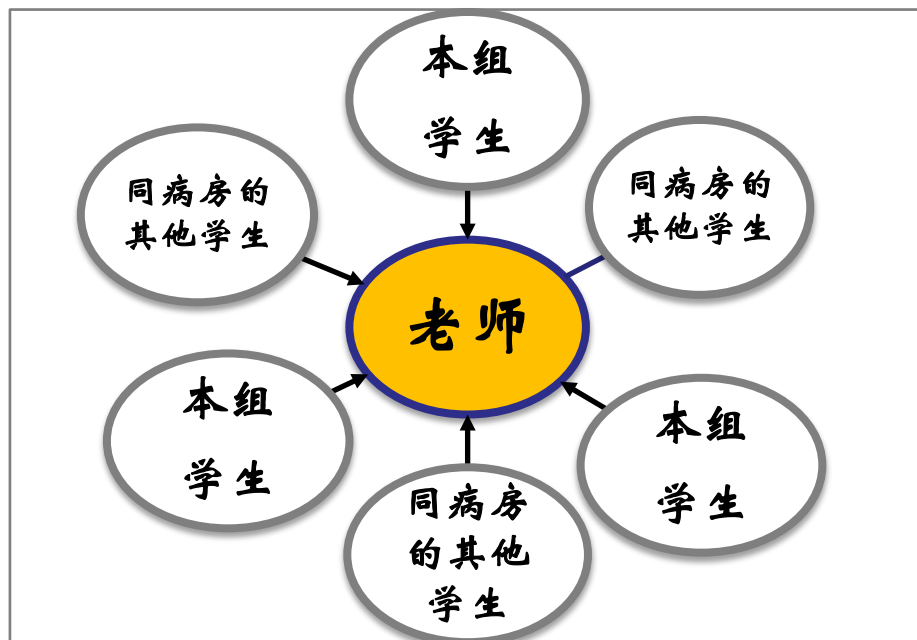 本组
学生
同病房的
其他学生
同病房的
其他学生
老师
本组
学生
本组
学生
同病房
的其他
学生